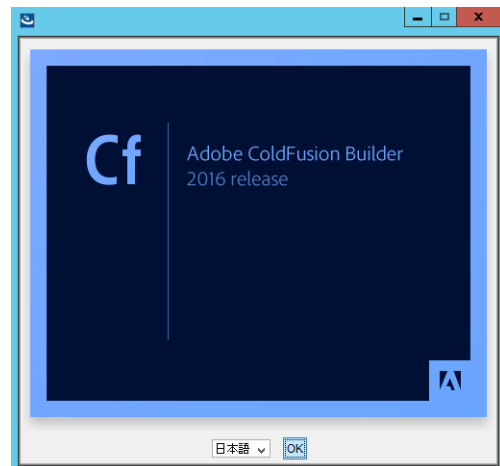 Cf
Adobe ColdFusion Builder
2016 release
日本語
OK